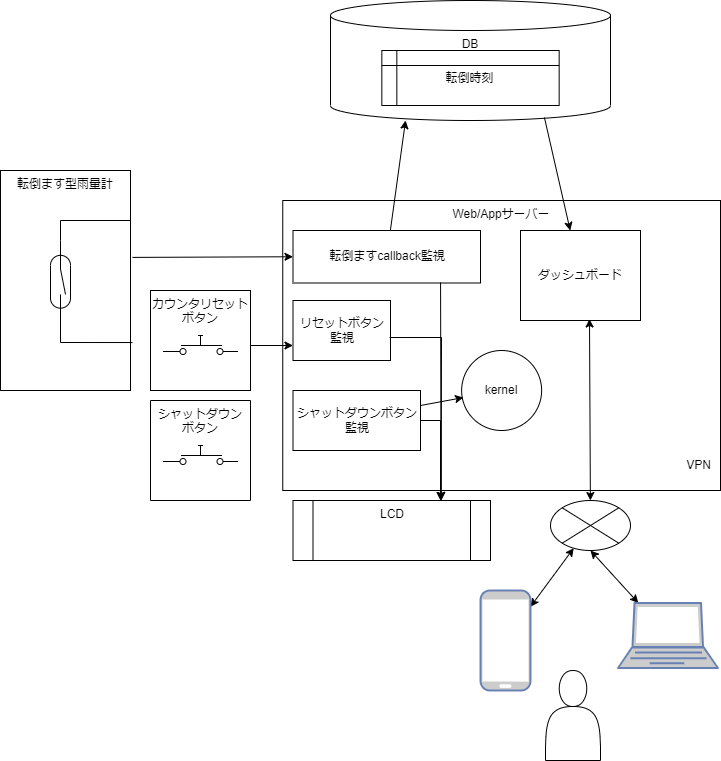 DB
転倒時刻
転倒ます型雨量計
Web/Appサーバー
転倒ますcallback監視
ダッシュボード
カウンタリセット
ボタン
リセットボタン
監視
kernel
シャットダウン
ボタン
シャットダウンボタン
監視
VPN
LCD